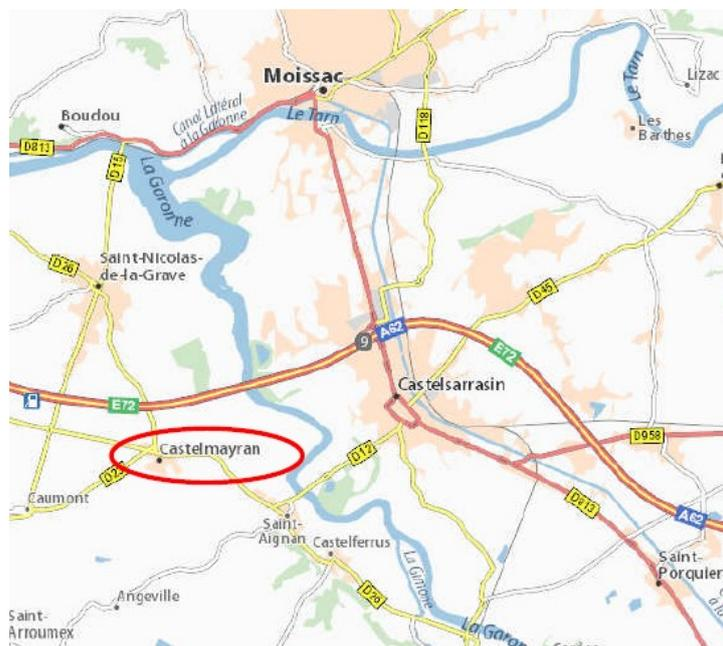 Moissac
Lizac
Le Tarn
Boudou
Canal Latéral
à la Garonne
Le Tarn
D118
Les
Barthes
D813
D15
La Garonne
Saint-Nicolas-
de-la-Grave
D26
D45
9
A62
E72
Castelsarrasin
E72
Castelmayran
D958
D12
Caumont
D813
Saint-
Aignan
A62
Castelferrus
La Gimone
Saint-
Porquier
Angeville
Saint-
Arroumex
La Garonne